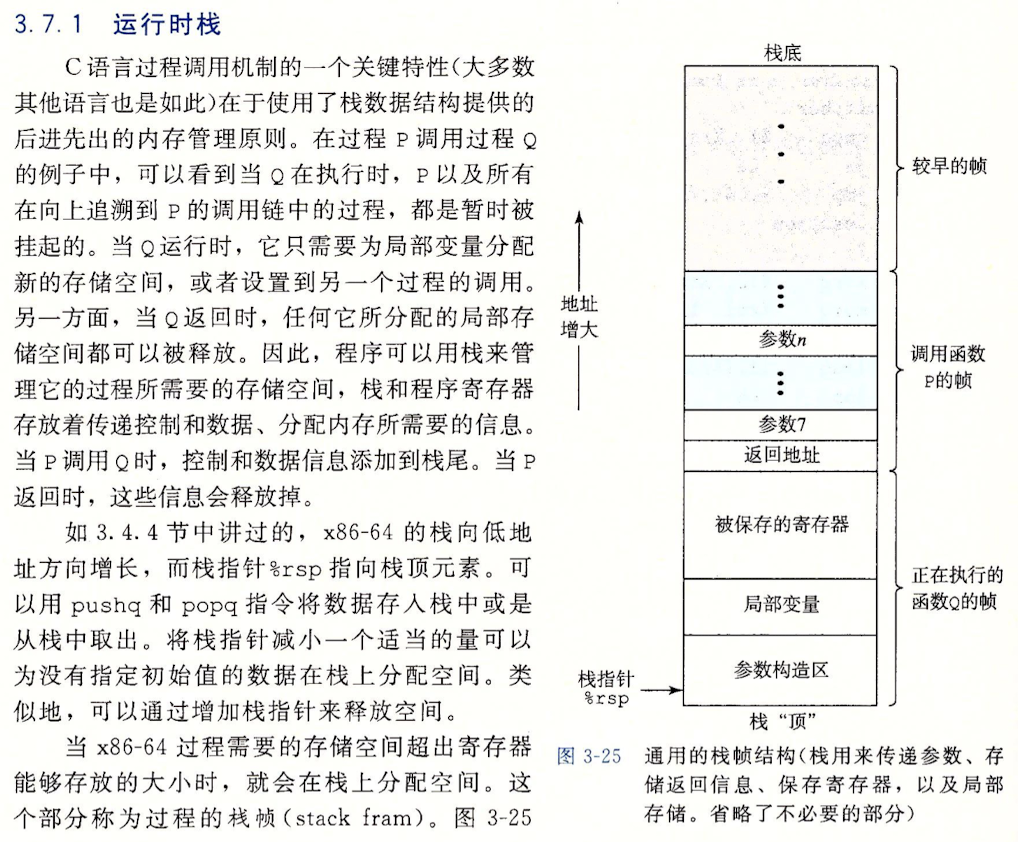 3.7.1 运行时栈
C语言过程调用机制的一个关键特性(大多数
其他语言也是如此)在于使用了栈数据结构提供的
后进先出的内存管理原则。在过程 P 调用过程 Q
的例子中，可以看到当 Q 在执行时，P 以及所有
在向上追溯到 P 的调用链中的过程，都是暂时被
挂起的。当 Q 运行时，它只需要为局部变量分配
新的存储空间，或者设置到另一个过程的调用。
另一方面，当 Q 返回时，任何它所分配的局部存
储空间都可以被释放。因此，程序可以用栈来管
理它的过程所需要的存储空间，栈和程序寄存器
存放着传递控制和数据、分配内存所需要的信息。
当 P 调用 Q 时，控制和数据信息添加到栈尾。当 P
返回时，这些信息会释放掉。
如 3.4.4 节中讲过的，x86-64 的栈向低地
址方向增长，而栈指针%rsp 指向栈顶元素。可
以用 pushq 和 popq 指令将数据存入栈中或是
从栈中取出。将栈指针减小一个适当的量可以
为没有指定初始值的数据在栈上分配空间。类
似地，可以通过增加栈指针来释放空间。
当 x86-64 过程需要的存储空间超出寄存器
能够存放的大小时，就会在栈上分配空间。这
个部分称为过程的栈帧(stack fram)。图 3-25
栈底
较早的帧
地址
增大
参数n
调用函数
P的帧
参数7
返回地址
被保存的寄存器
正在执行的
函数Q的帧
局部变量
参数构造区
栈指针
%rsp
栈“顶”
图 3-25 通用的栈帧结构(栈用来传递参数、存
储返回信息、保存寄存器，以及局部
存储。省略了不必要的部分)